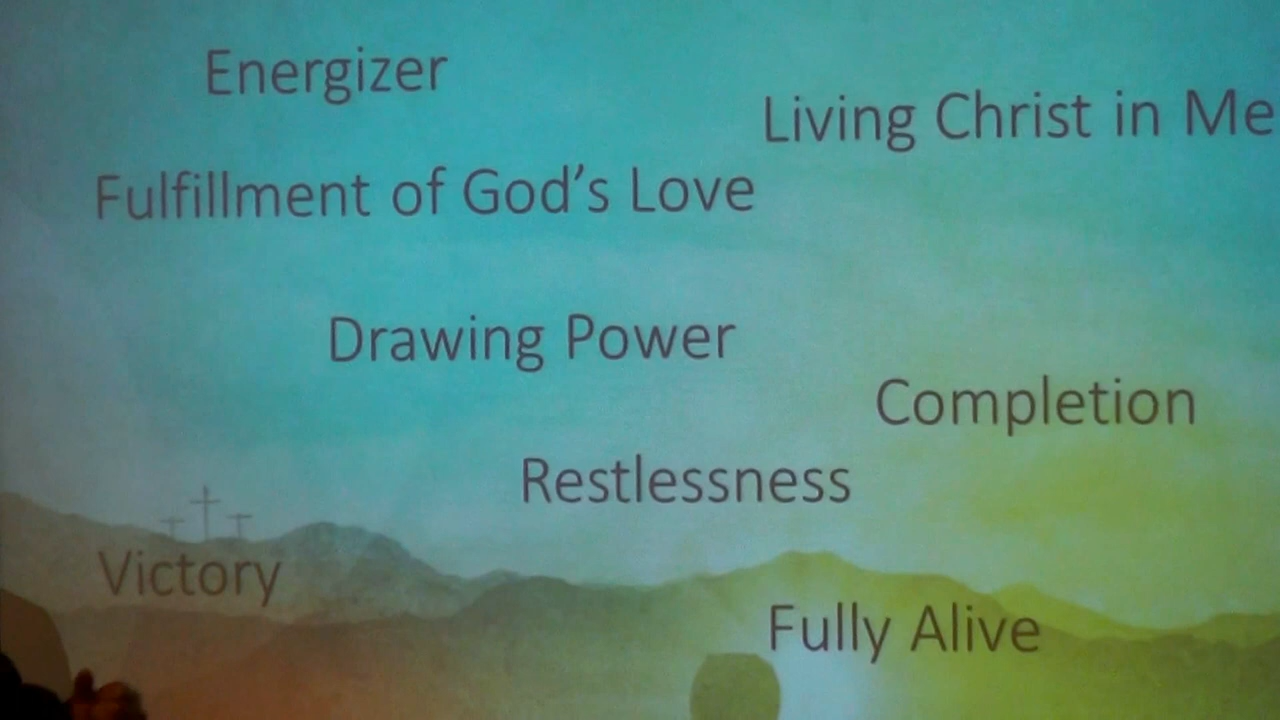 Energizer
Living Christ in Me
Fulfillment of God’s Love
Drawing Power
Completion
Restlessness
Victory
Fully Alive